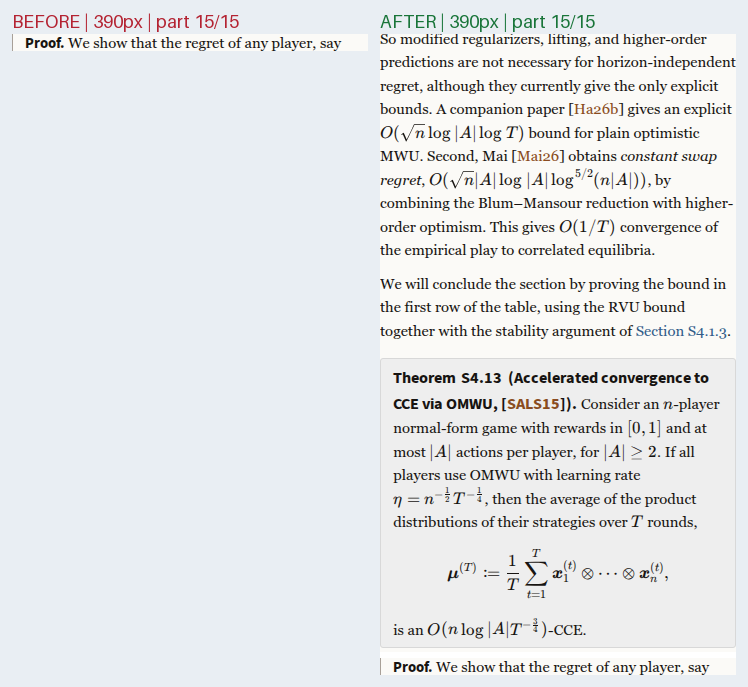 BEFORE | 390px | part 15/15
Proof. We show that the regret of any player, say
AFTER | 390px | part 15/15
So modified regularizers, lifting, and higher-order
predictions are not necessary for horizon-independent
regret, although they currently give the only explicit
bounds. A companion paper [Ha26b] gives an explicit
O(√n log |A| log T) bound for plain optimistic
MWU. Second, Mai [Mai26] obtains constant swap
regret, O(√n|A| log |A| log^{5/2}(n|A|)), by
combining the Blum–Mansour reduction with higher-
order optimism. This gives O(1/T) convergence of
the empirical play to correlated equilibria.
We will conclude the section by proving the bound in
the first row of the table, using the RVU bound
together with the stability argument of Section S4.1.3.
Theorem S4.13 (Accelerated convergence to
CCE via OMWU, [SALS15]). Consider an n-player
normal-form game with rewards in [0, 1] and at
most |A| actions per player, for |A| ≥ 2. If all
players use OMWU with learning rate
η = n^{-1/2} T^{-1/4}, then the average of the product
distributions of their strategies over T rounds,
μ^{(T)} := 1/T ∑_{t=1}^{T} x_1^{(t)} ⊗ ⋯ ⊗ x_n^{(t)},
is an O(n log |A|T^{-3/4})-CCE.
Proof. We show that the regret of any player, say